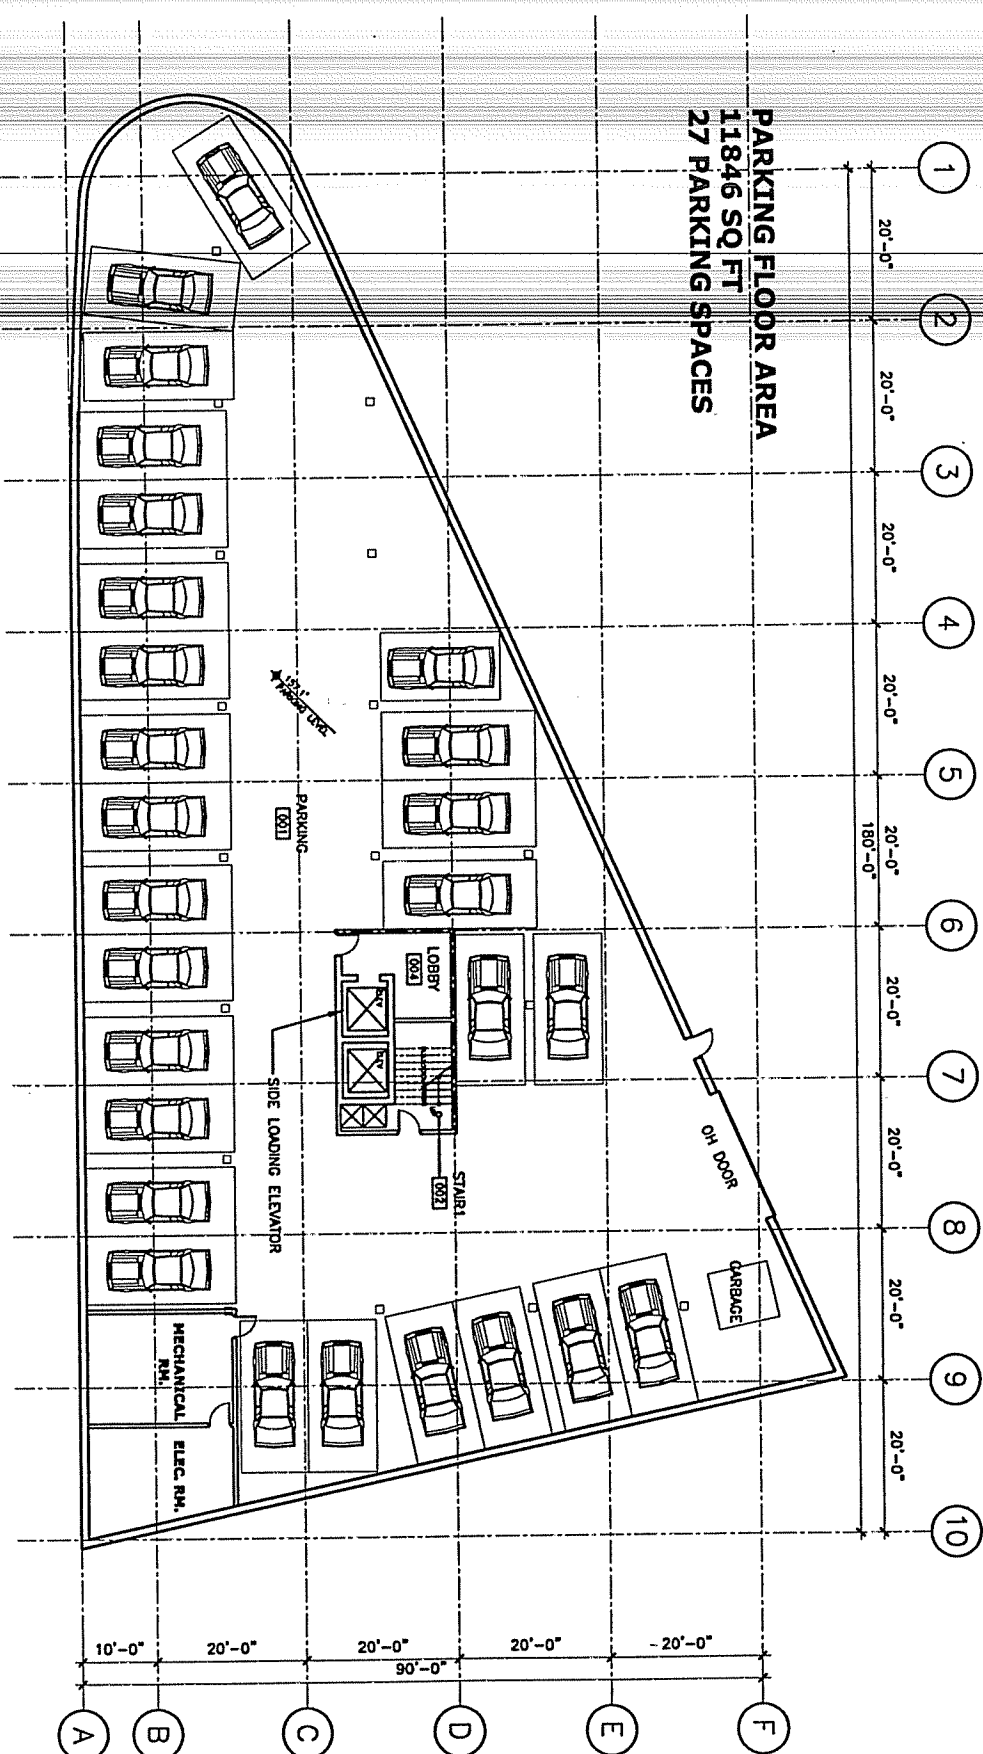 PARKING FLOOR AREA
11846 SQ FT
27 PARKING SPACES
1
2
3
4
5
6
7
8
9
10
20'-0"
20'-0"
20'-0"
20'-0"
20'-0"
20'-0"
20'-0"
20'-0"
20'-0"
180'-0"
PARKING
001
LOBBY
004
ELEV
ELEV
SIDE LOADING ELEVATOR
STAIR1
002
OH DOOR
GARBAGE
MECHANICAL
RM.
ELEC. RM.
10'-0"
20'-0"
20'-0"
20'-0"
20'-0"
90'-0"
A
B
C
D
E
F